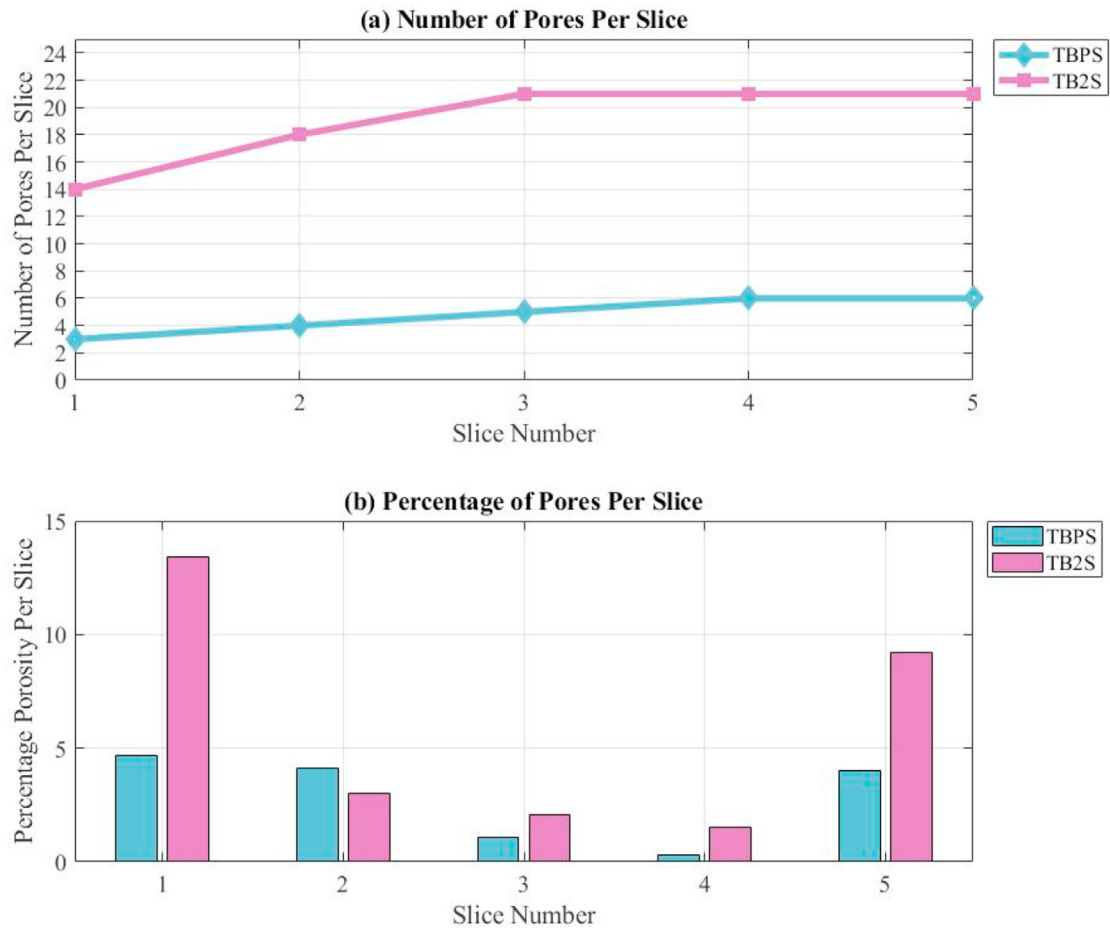 (a) Number of Pores Per Slice
Number of Pores Per Slice
24
22
20
18
16
14
12
10
8
6
4
2
0
1 2 3 4 5
Slice Number
TBPS
TB2S
(b) Percentage of Pores Per Slice
Percentage Porosity Per Slice
15
10
5
0
1 2 3 4 5
Slice Number
TBPS
TB2S